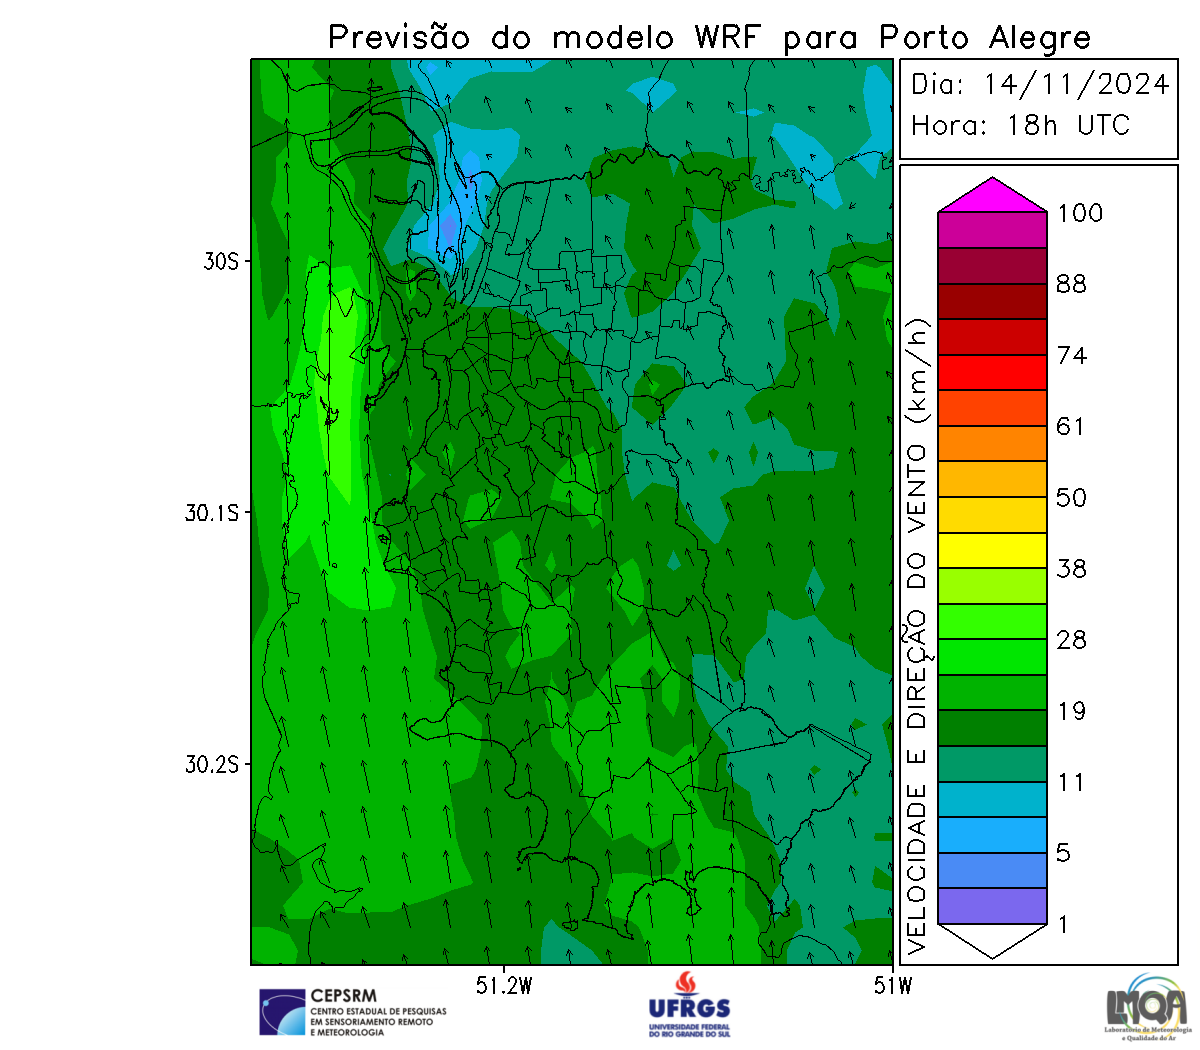 Previsão do modelo WRF para Porto Alegre
Dia: 14/11/2024
Hora: 18h UTC
30S
30.1S
30.2S
51.2W
51W
VELOCIDADE E DIREÇÃO DO VENTO (km/h)
100
88
74
61
50
38
28
19
11
5
1
CEPSRM
CENTRO ESTADUAL DE PESQUISAS
EM SENSORIAMENTO REMOTO
E METEOROLOGIA
UFRGS
UNIVERSIDADE FEDERAL
DO RIO GRANDE DO SUL
LMQA
Laboratório de Meteorologia
e Qualidade do Ar